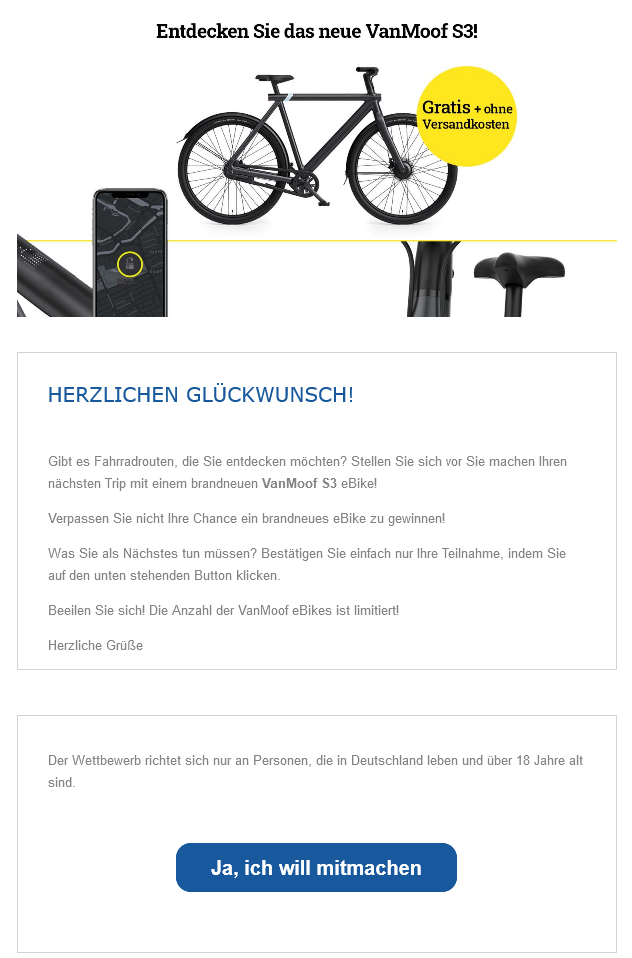 Entdecken Sie das neue VanMoof S3!
Gratis + ohne
Versandkosten
HERZLICHEN GLÜCKWUNSCH!
Gibt es Fahrradrouten, die Sie entdecken möchten? Stellen Sie sich vor Sie machen Ihren
nächsten Trip mit einem brandneuen VanMoof S3 eBike!
Verpassen Sie nicht Ihre Chance ein brandneues eBike zu gewinnen!
Was Sie als Nächstes tun müssen? Bestätigen Sie einfach nur Ihre Teilnahme, indem Sie
auf den unten stehenden Button klicken.
Beeilen Sie sich! Die Anzahl der VanMoof eBikes ist limitiert!
Herzliche Grüße
Der Wettbewerb richtet sich nur an Personen, die in Deutschland leben und über 18 Jahre alt
sind.
Ja, ich will mitmachen